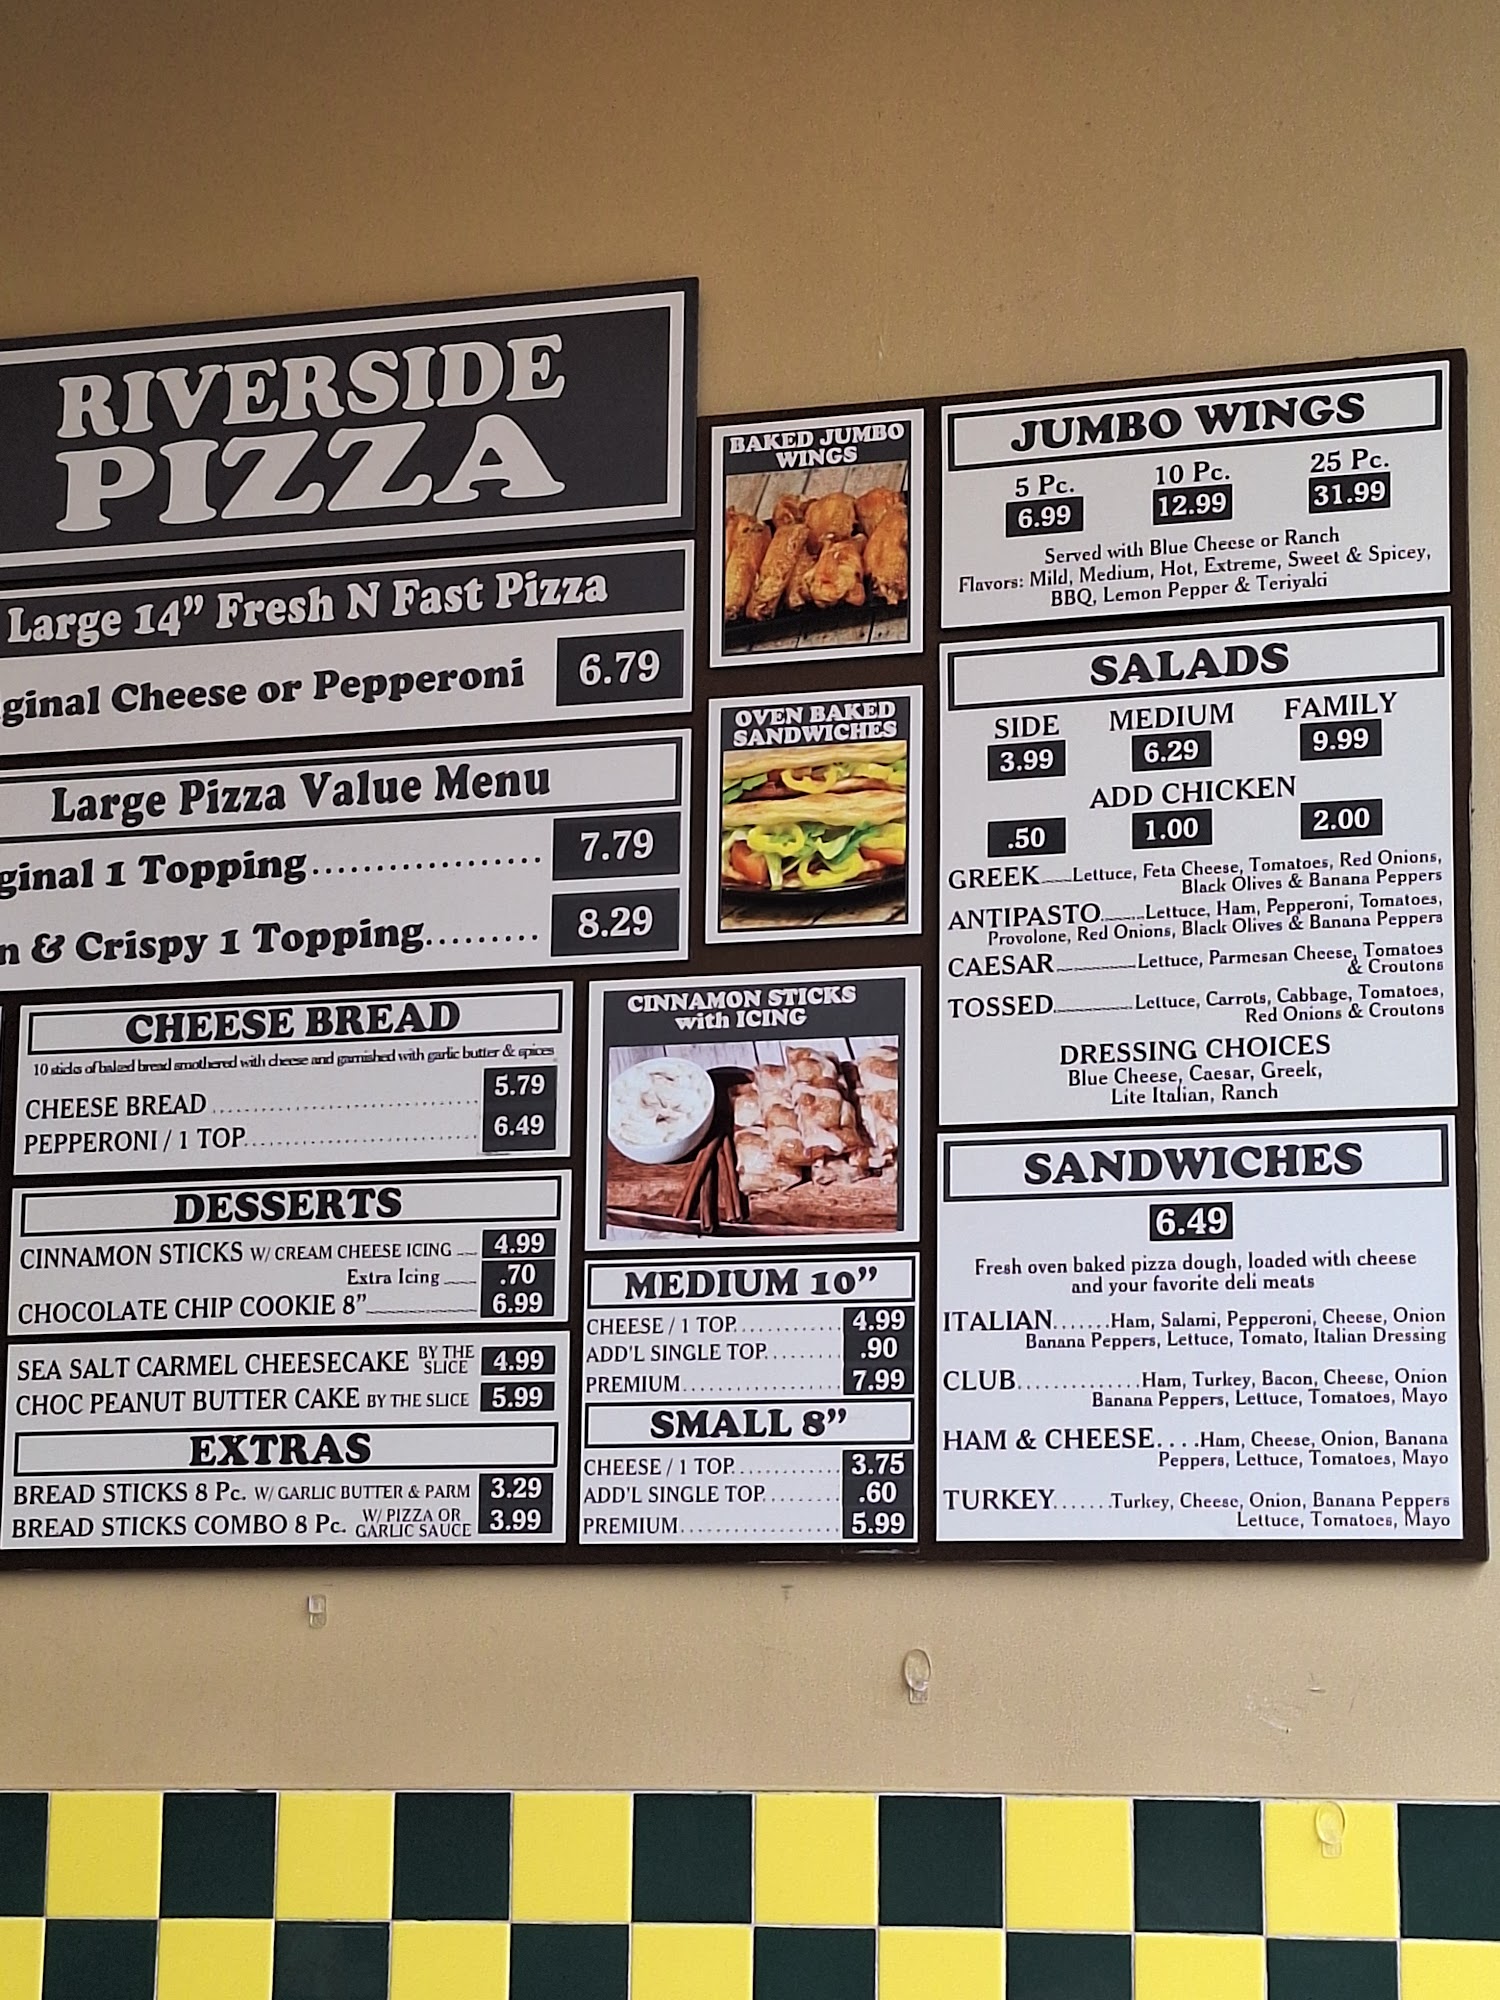 RIVERSIDE
PIZZA
Large 14” Fresh N Fast Pizza
ginal Cheese or Pepperoni 6.79
Large Pizza Value Menu
ginal 1 Topping.................. 7.79
n & Crispy 1 Topping......... 8.29
CHEESE BREAD
10 sticks of baked bread smothered with cheese and garnished with garlic butter & spices
CHEESE BREAD .................................... 5.79
PEPPERONI / 1 TOP............................... 6.49
DESSERTS
CINNAMON STICKS W/ CREAM CHEESE ICING 4.99
Extra Icing .70
CHOCOLATE CHIP COOKIE 8” 6.99
SEA SALT CARMEL CHEESECAKE BY THE SLICE 4.99
CHOC PEANUT BUTTER CAKE BY THE SLICE 5.99
EXTRAS
BREAD STICKS 8 Pc. W/ GARLIC BUTTER & PARM 3.29
BREAD STICKS COMBO 8 Pc. W/ PIZZA OR GARLIC SAUCE 3.99
BAKED JUMBO
WINGS
OVEN BAKED
SANDWICHES
CINNAMON STICKS
with ICING
MEDIUM 10”
CHEESE / 1 TOP............. 4.99
ADD'L SINGLE TOP......... .90
PREMIUM................... 7.99
SMALL 8”
CHEESE / 1 TOP............. 3.75
ADD'L SINGLE TOP......... .60
PREMIUM................... 5.99
JUMBO WINGS
5 Pc. 10 Pc. 25 Pc.
6.99 12.99 31.99
Served with Blue Cheese or Ranch
Flavors: Mild, Medium, Hot, Extreme, Sweet & Spicey,
BBQ, Lemon Pepper & Teriyaki
SALADS
SIDE MEDIUM FAMILY
3.99 6.29 9.99
ADD CHICKEN
.50 1.00 2.00
GREEK Lettuce, Feta Cheese, Tomatoes, Red Onions,
Black Olives & Banana Peppers
ANTIPASTO Lettuce, Ham, Pepperoni, Tomatoes,
Provolone, Red Onions, Black Olives & Banana Peppers
CAESAR Lettuce, Parmesan Cheese, Tomatoes
& Croutons
TOSSED Lettuce, Carrots, Cabbage, Tomatoes,
Red Onions & Croutons
DRESSING CHOICES
Blue Cheese, Caesar, Greek,
Lite Italian, Ranch
SANDWICHES
6.49
Fresh oven baked pizza dough, loaded with cheese
and your favorite deli meats
ITALIAN.......Ham, Salami, Pepperoni, Cheese, Onion
Banana Peppers, Lettuce, Tomato, Italian Dressing
CLUB..............Ham, Turkey, Bacon, Cheese, Onion
Banana Peppers, Lettuce, Tomatoes, Mayo
HAM & CHEESE....Ham, Cheese, Onion, Banana
Peppers, Lettuce, Tomatoes, Mayo
TURKEY.......Turkey, Cheese, Onion, Banana Peppers
Lettuce, Tomatoes, Mayo